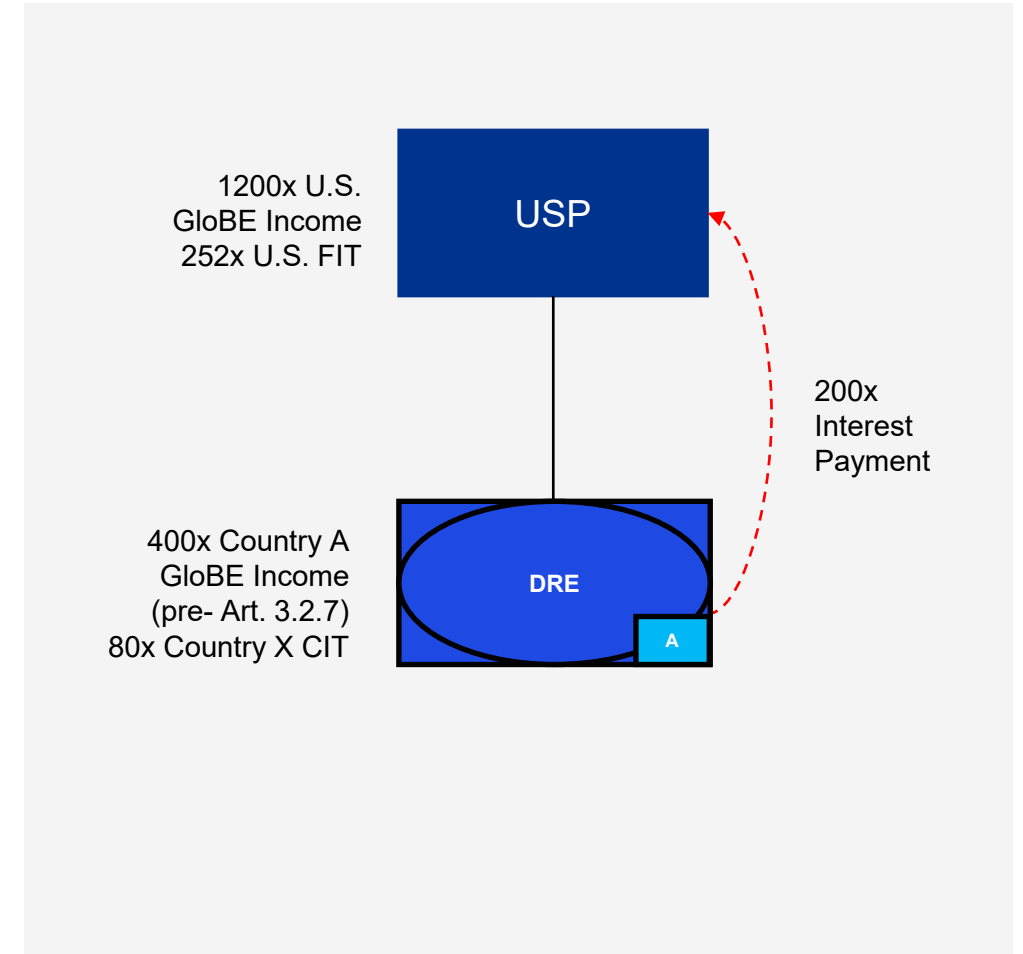 1200x U.S.
GloBE Income
252x U.S. FIT
USP
200x
Interest
Payment
400x Country A
GloBE Income
(pre- Art. 3.2.7)
80x Country X CIT
DRE
A